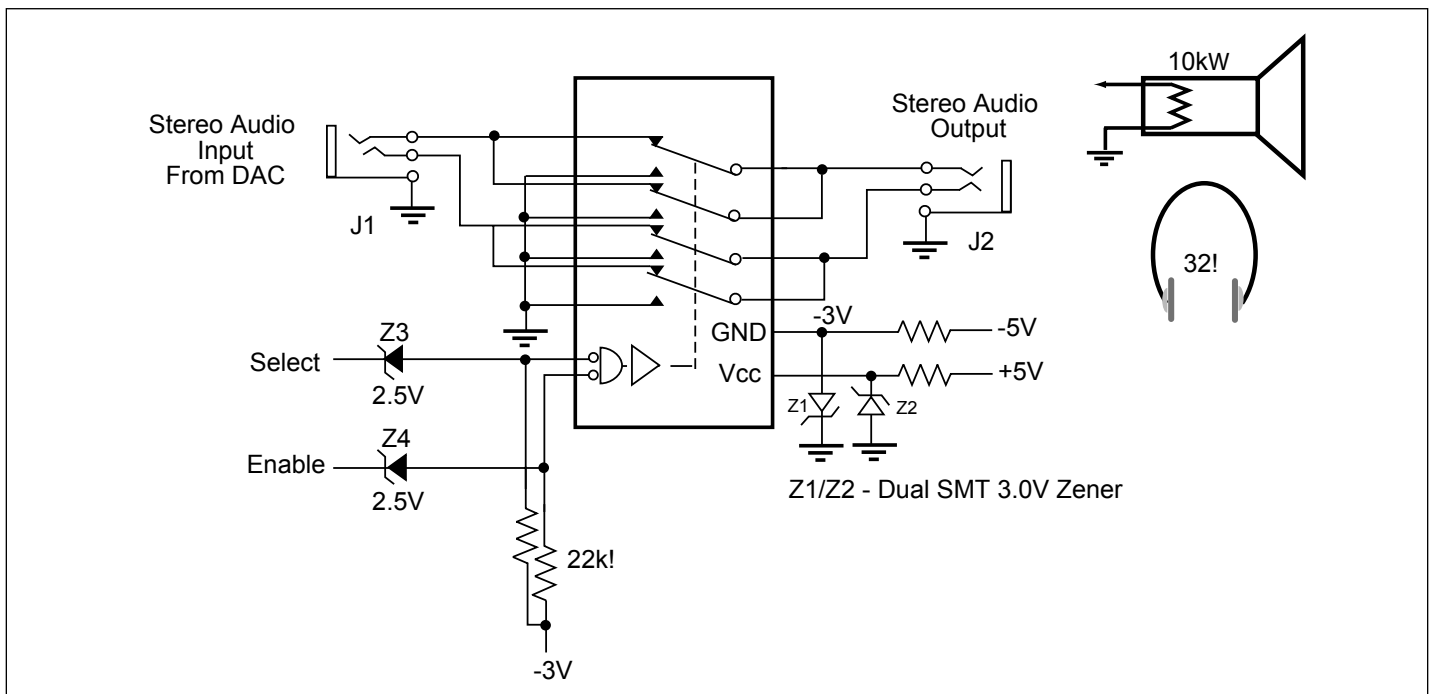 10kW
Stereo Audio
Input
From DAC
J1
Stereo Audio
Output
J2
32!
-3V
GND
-5V
Vcc
+5V
Z1
Z2
Select
Z3
2.5V
Enable
Z4
2.5V
Z1/Z2 - Dual SMT 3.0V Zener
22k!
-3V